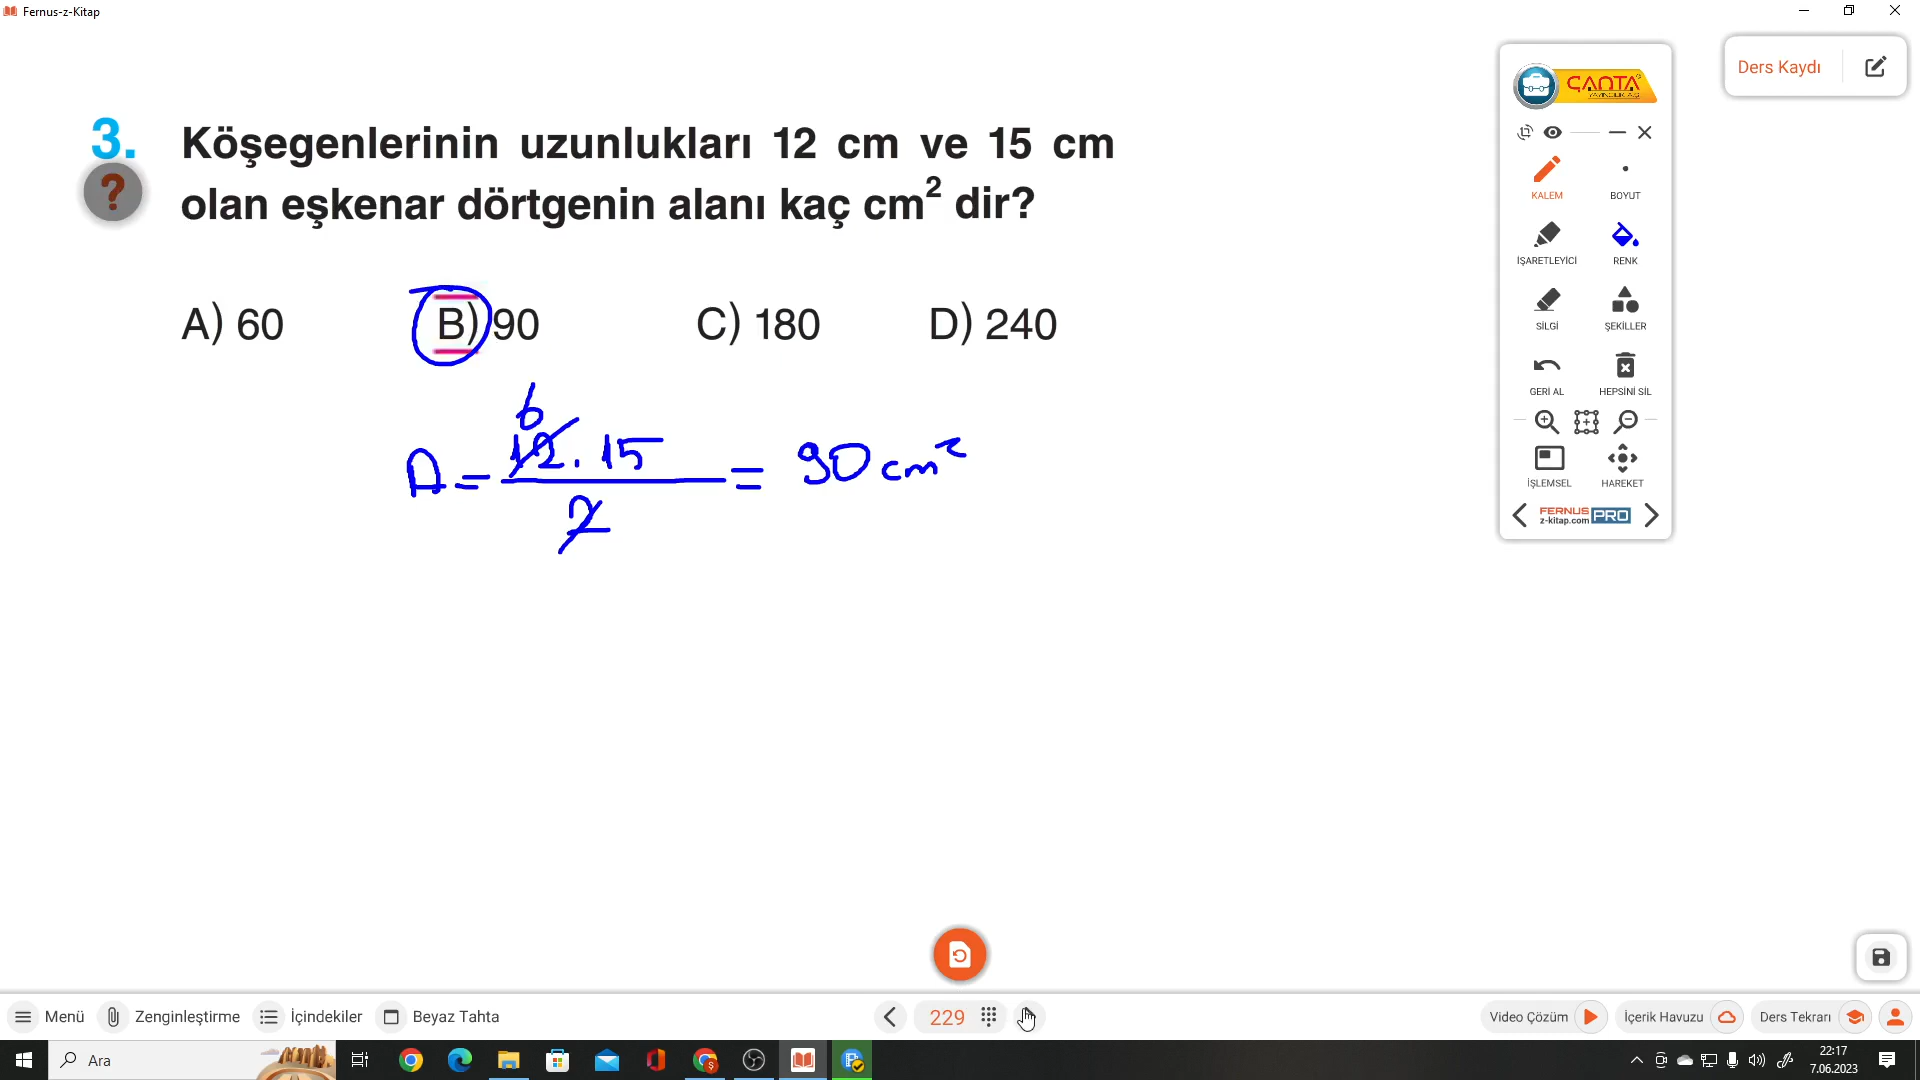 Fernus-z-Kitap
Ders Kaydı
ÇANTA
YAYINCILIK A.Ş.
3. Köşegenlerinin uzunlukları 12 cm ve 15 cm
? olan eşkenar dörtgenin alanı kaç cm² dir?
A) 60 B) 90 C) 180 D) 240
6
A = 12 . 15 = 90 cm²
2
KALEM BOYUT
İŞARETLEYİCİ RENK
SİLGİ ŞEKİLLER
GERİ AL HEPSİNİ SİL
İŞLEMSEL HAREKET
FERNUS
z-kitap.com PRO
Menü Zenginleştirme İçindekiler Beyaz Tahta 229 Video Çözüm İçerik Havuzu Ders Tekrarı
Ara 22:17
7.06.2023